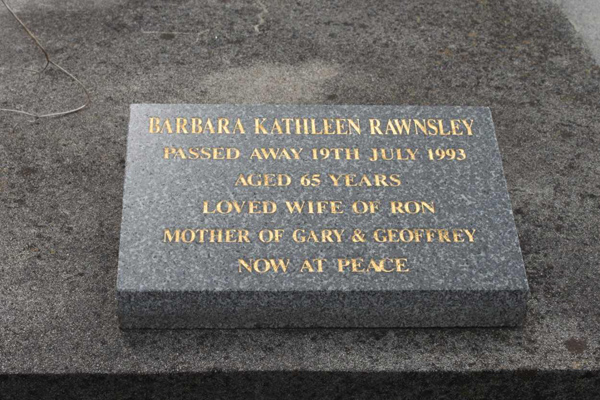 BARBARA KATHLEEN RAWNSLEY
PASSED AWAY 19TH JULY 1993
AGED 65 YEARS
LOVED WIFE OF RON
MOTHER OF GARY & GEOFFREY
NOW AT PEACE